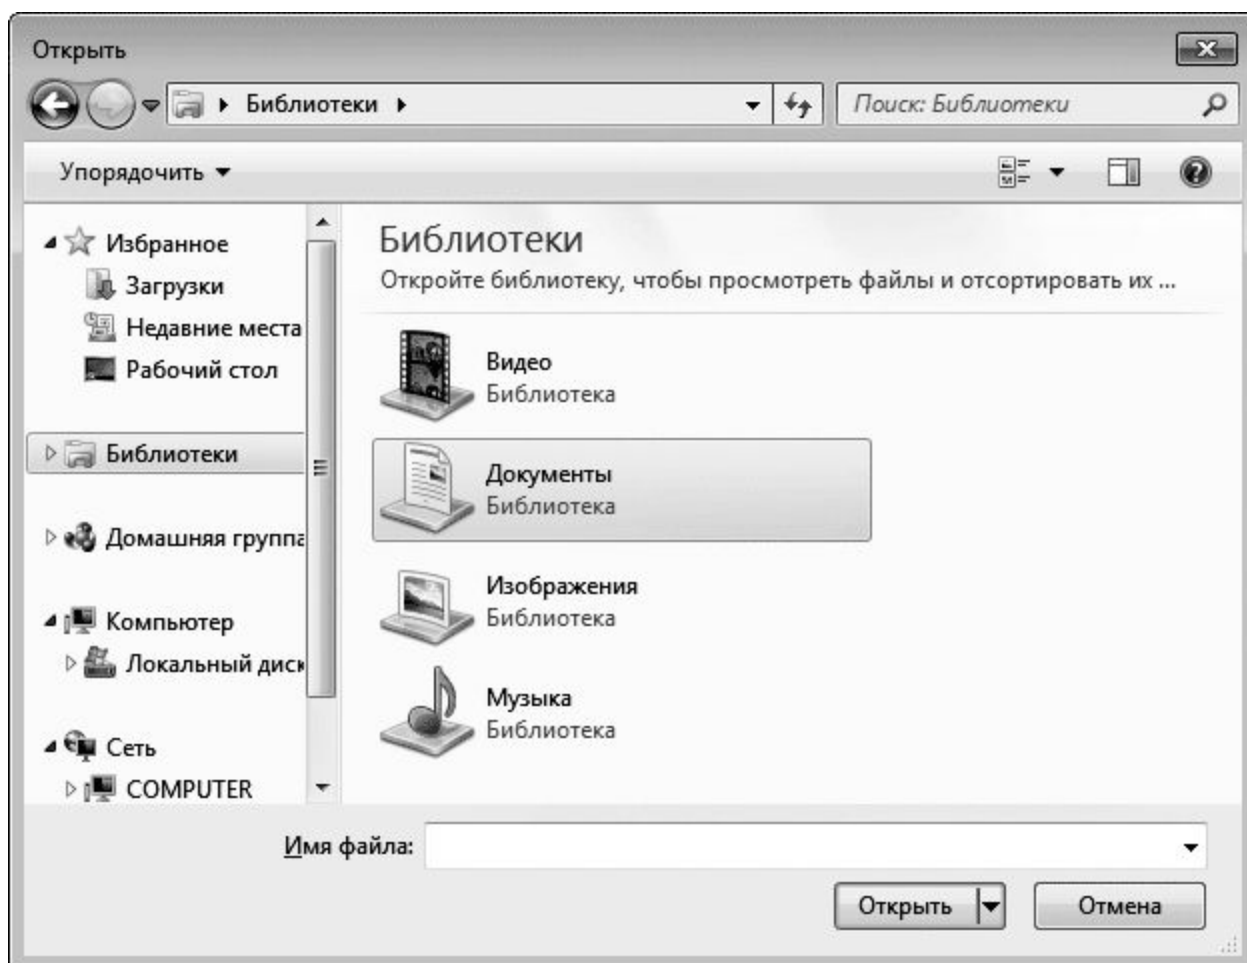 Открыть
Библиотеки
Поиск: Библиотеки
Упорядочить
Избранное
Загрузки
Недавние места
Рабочий стол
Библиотеки
Домашняя группа
Компьютер
Локальный диск
Сеть
COMPUTER
Библиотеки
Откройте библиотеку, чтобы просмотреть файлы и отсортировать их ...
Видео
Библиотека
Документы
Библиотека
Изображения
Библиотека
Музыка
Библиотека
Имя файла:
Открыть
Отмена